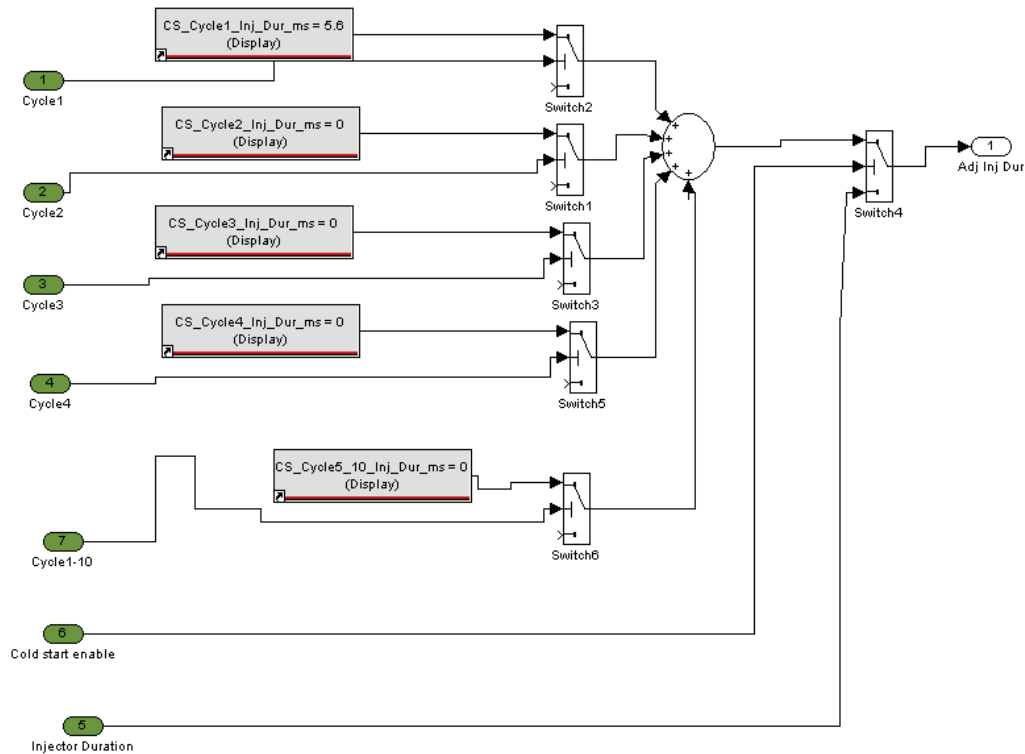 CS_Cycle1_Inj_Dur_ms = 5.6
(Display)
1
Cycle1
Switch2
CS_Cycle2_Inj_Dur_ms = 0
(Display)
2
Cycle2
Switch1
1
Adj Inj Dur
Switch4
CS_Cycle3_Inj_Dur_ms = 0
(Display)
3
Cycle3
Switch3
CS_Cycle4_Inj_Dur_ms = 0
(Display)
4
Cycle4
Switch5
CS_Cycle5_10_Inj_Dur_ms = 0
(Display)
7
Cycle1-10
Switch6
6
Cold start enable
5
Injector Duration